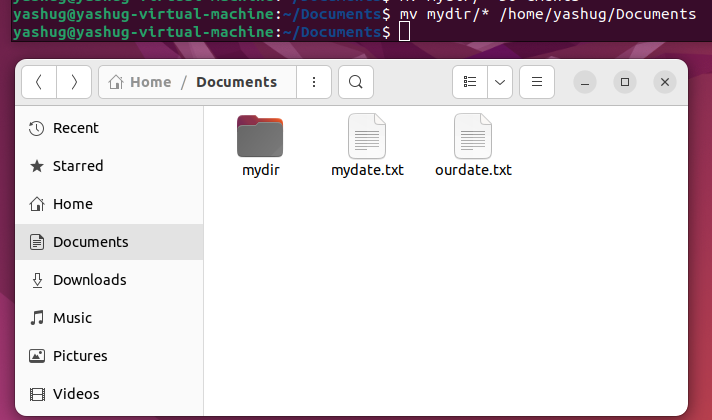 yashug@yashug-virtual-machine:~/Documents$ mv mydir/* /home/yashug/Documents
yashug@yashug-virtual-machine:~/Documents$
Home / Documents
Recent
Starred
Home
Documents
Downloads
Music
Pictures
Videos
mydir mydate.txt ourdate.txt